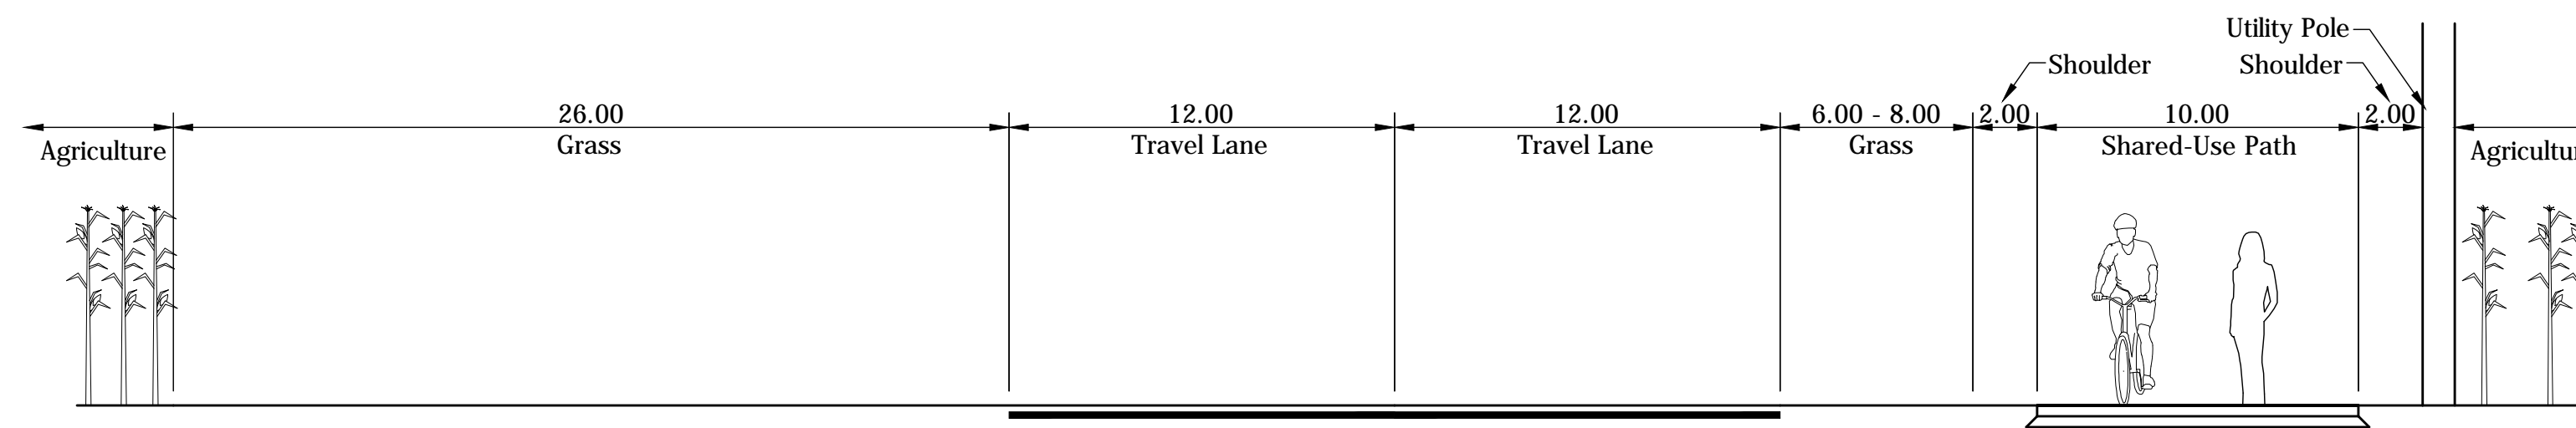 Utility Pole
Shoulder Shoulder
26.00 12.00 12.00 6.00 - 8.00 2.00 10.00 2.00
Agriculture Grass Travel Lane Travel Lane Grass Shared-Use Path Agricultur